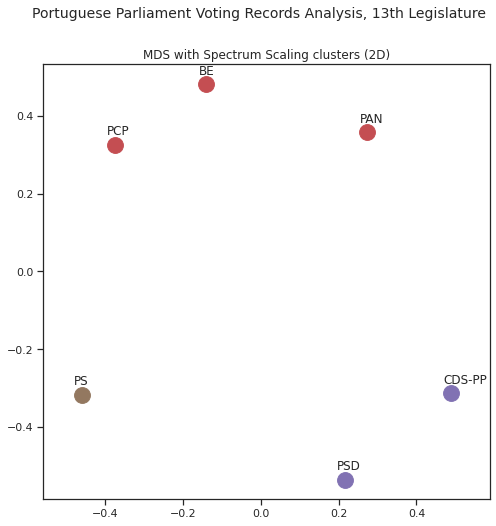 Portuguese Parliament Voting Records Analysis, 13th Legislature
MDS with Spectrum Scaling clusters (2D)
BE
PAN
PCP
0.4
0.2
0.0
−0.2
PS
CDS-PP
−0.4
PSD
−0.4
−0.2
0.0
0.2
0.4